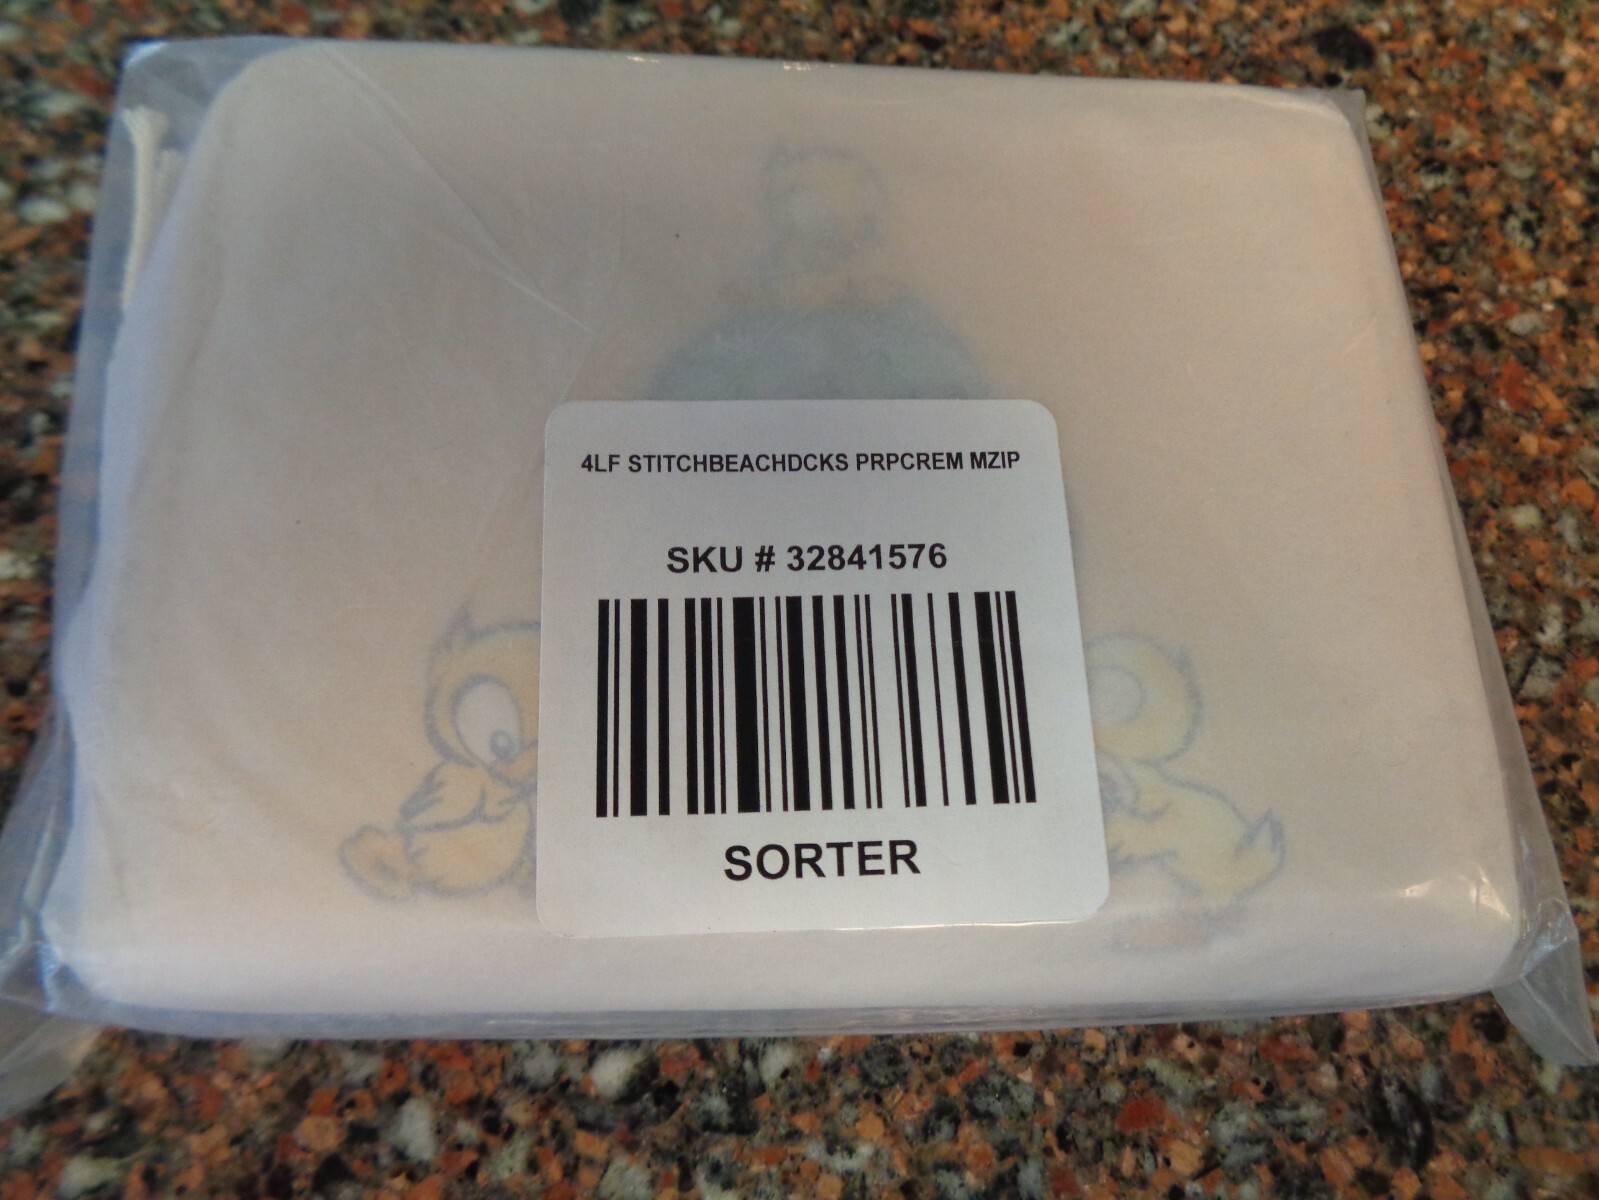 4LF STITCHBEACHDCKS PRPCREM MZIP
SKU # 32841576
SORTER